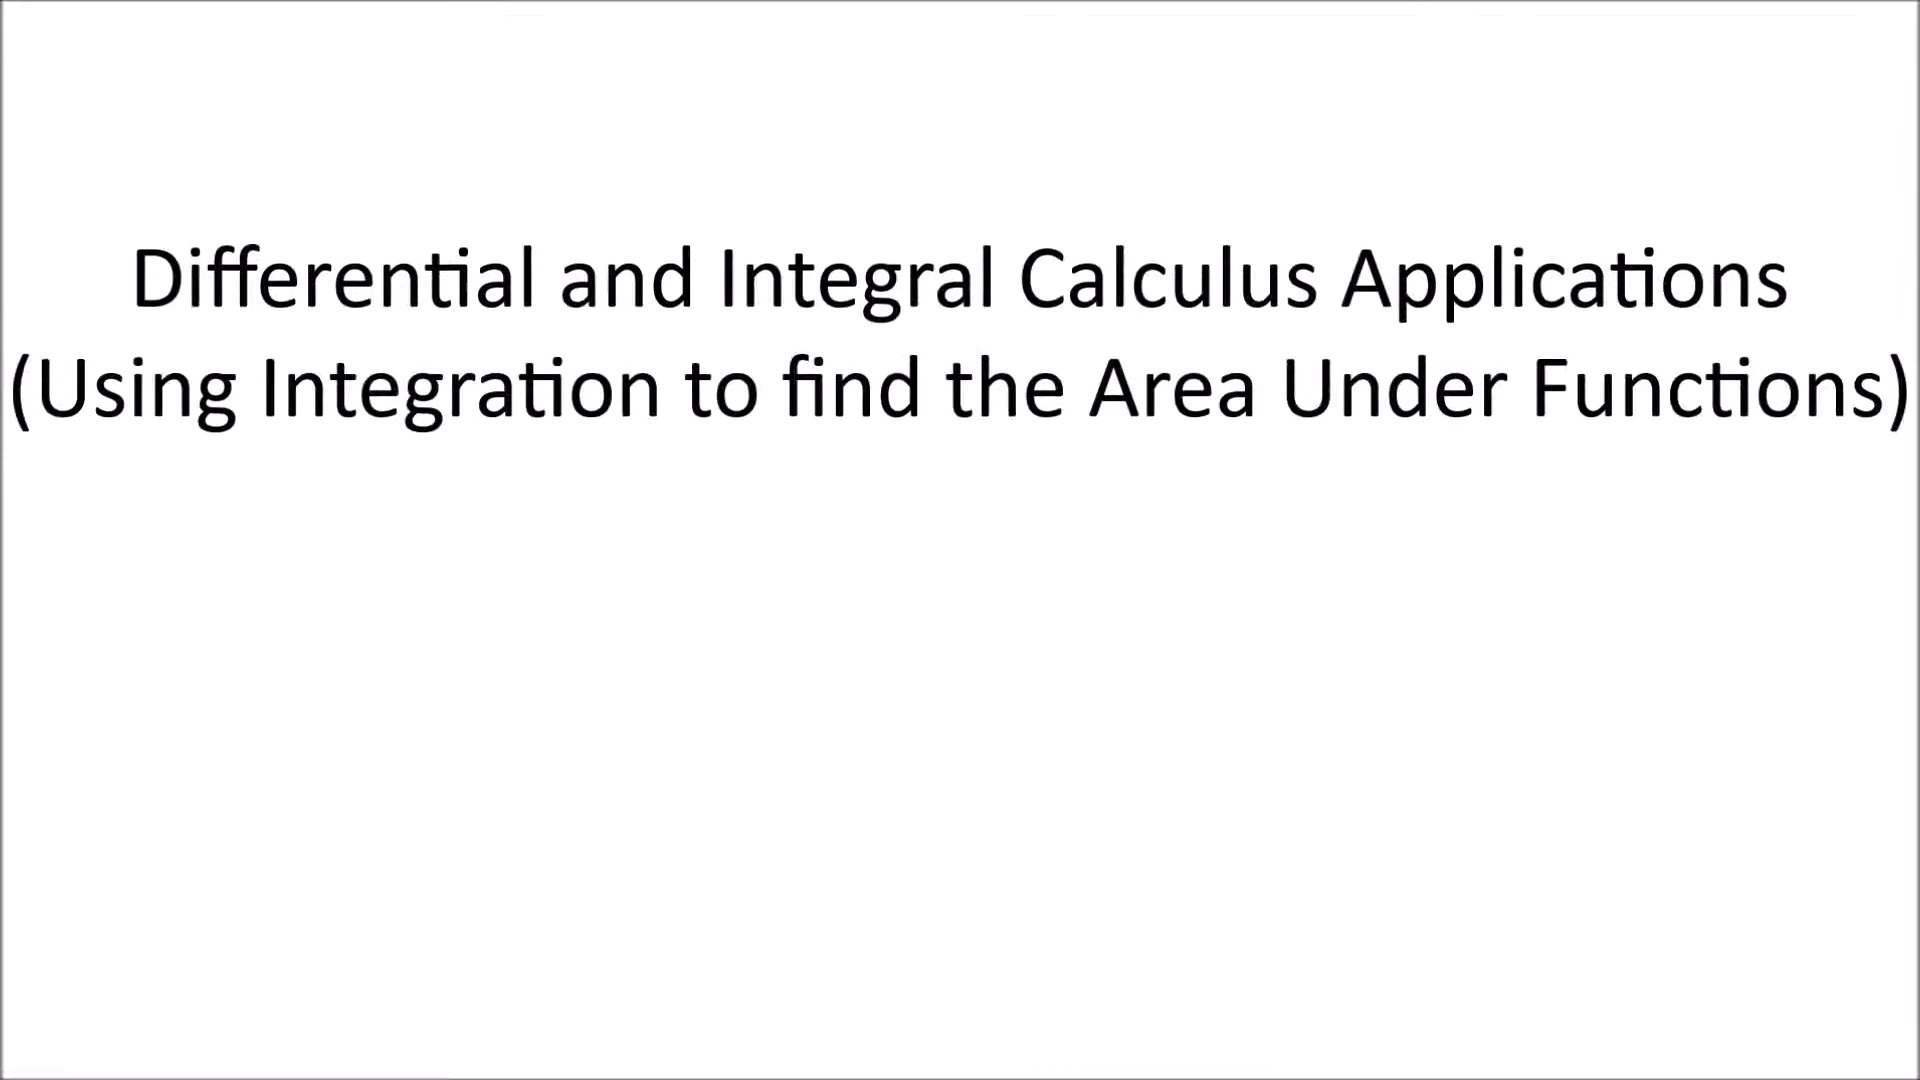 Differential and Integral Calculus Applications
(Using Integration to find the Area Under Functions)